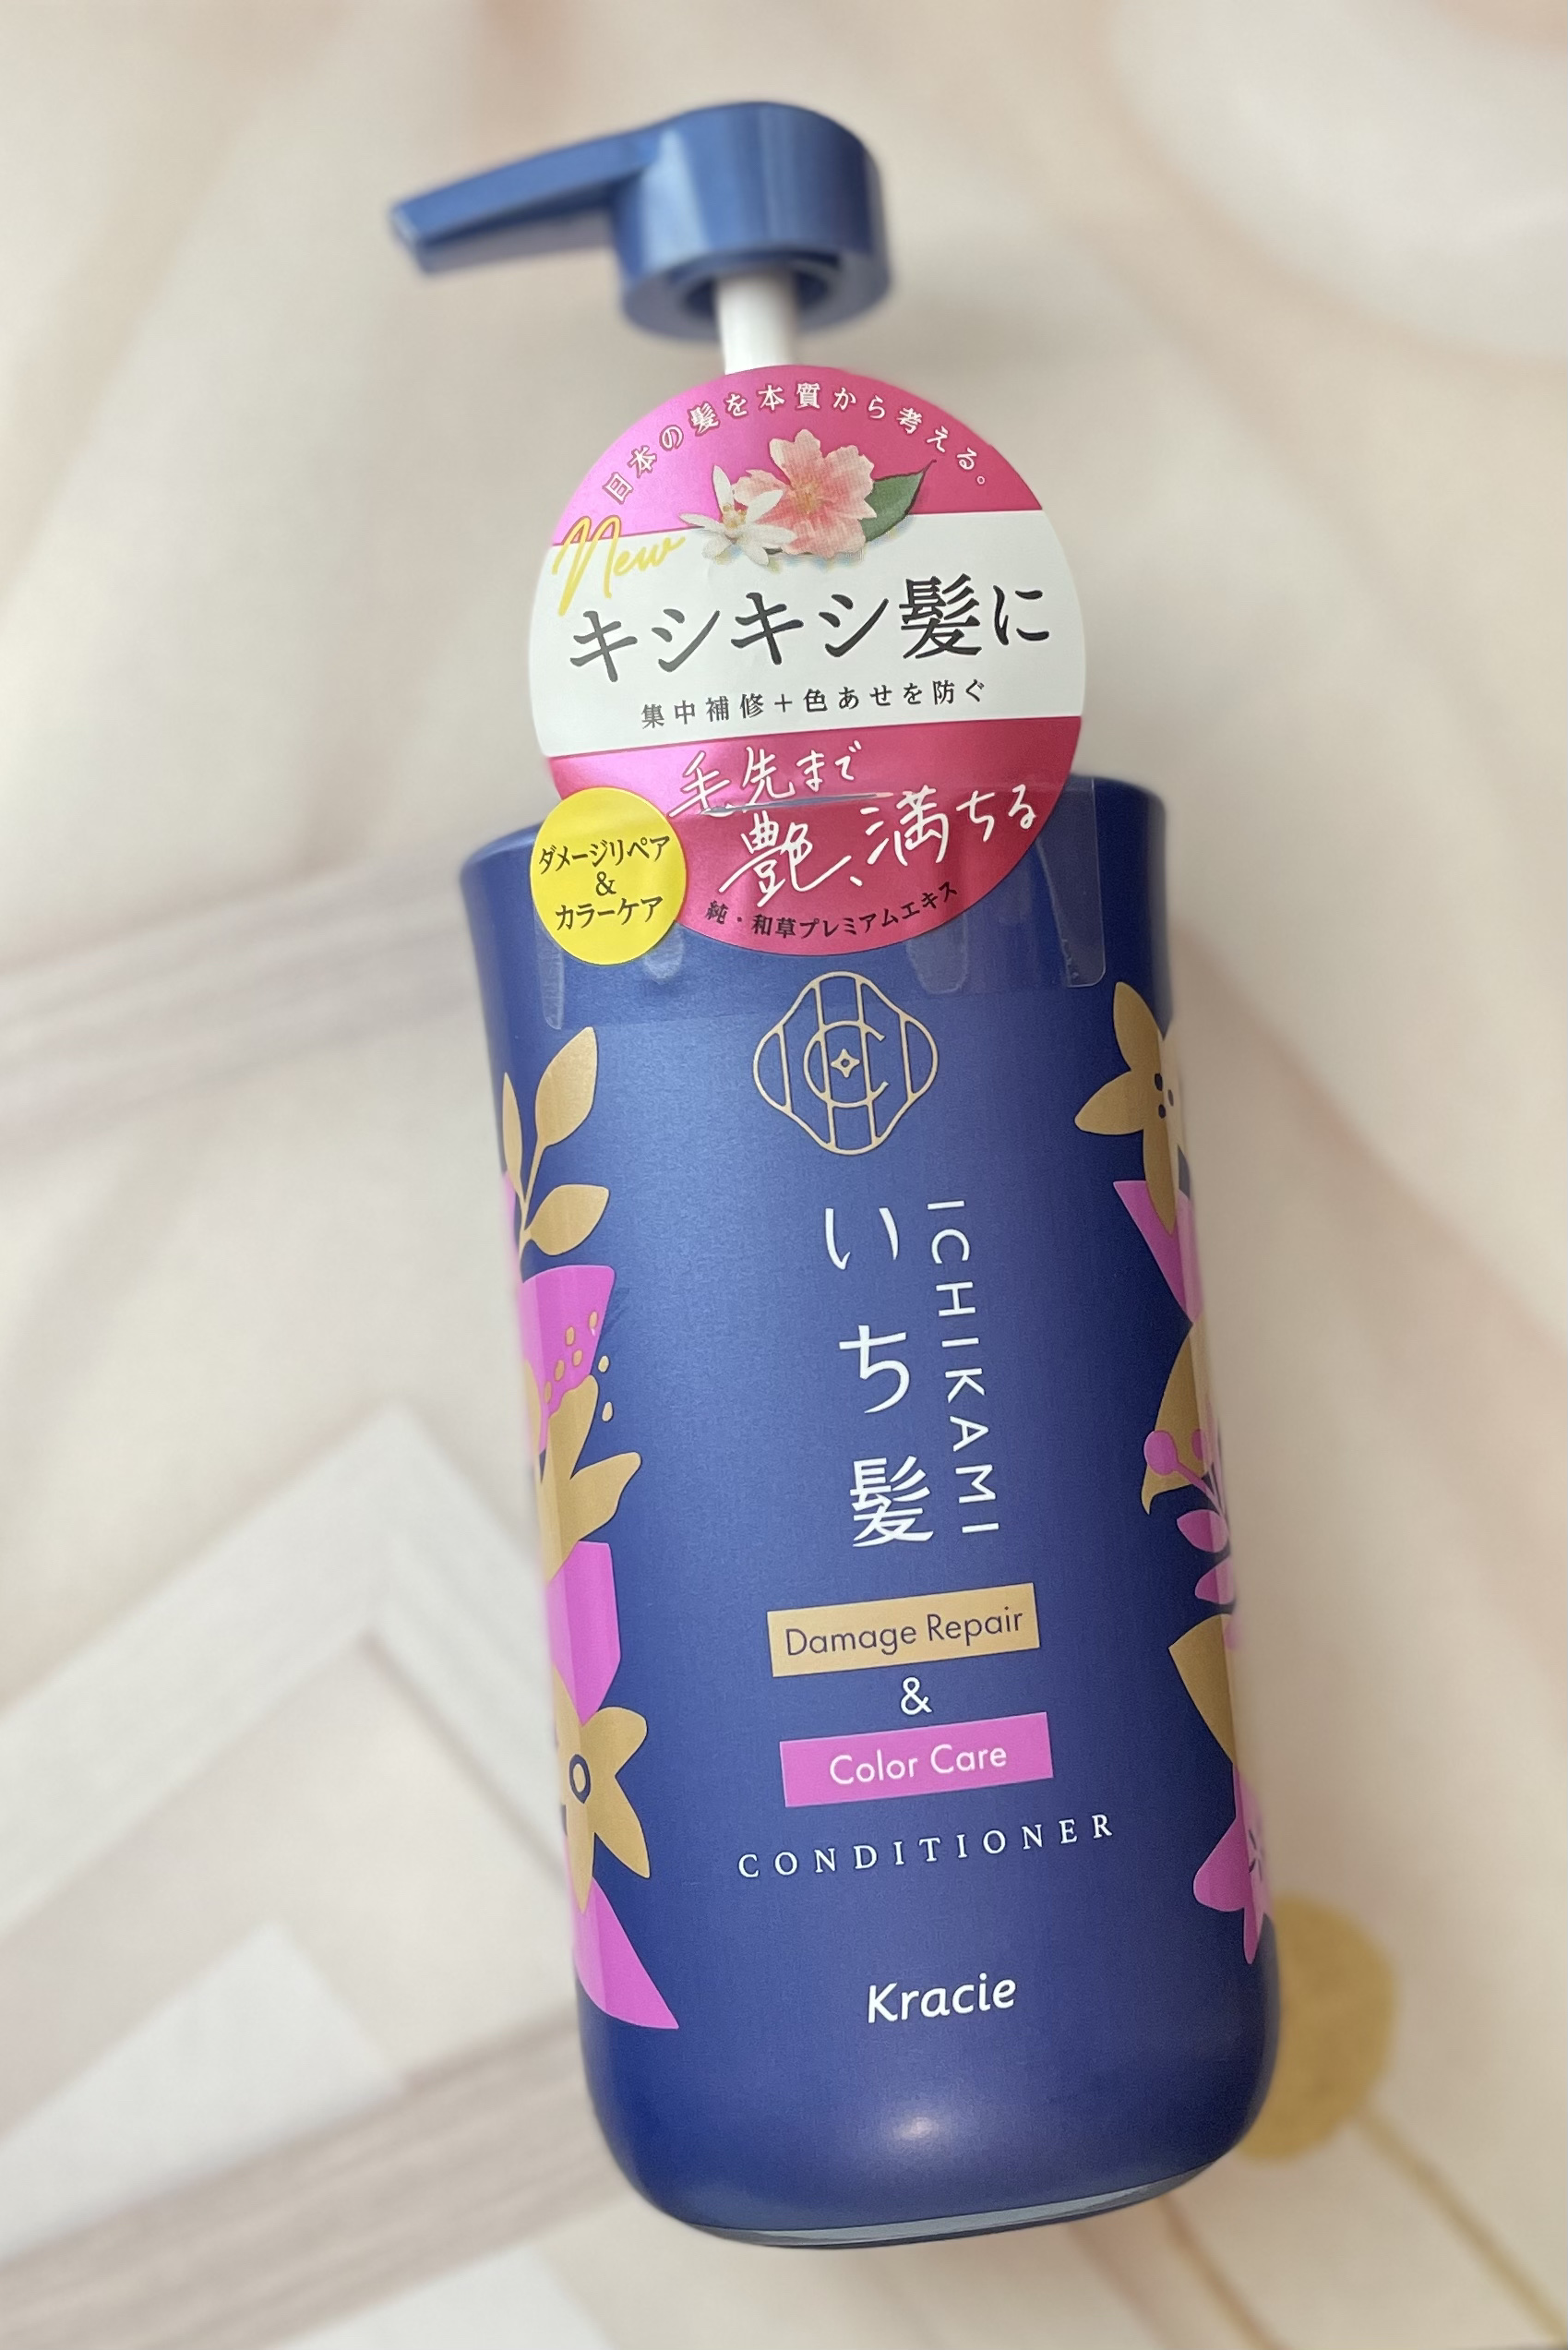 日本の髪を本質から考える。
New
キシキシ髪に
集中補修+色あせを防ぐ
毛先まで
艶、満ちる
純・和草プレミアムエキス
ダメージリペア
&
カラーケア
いち髪
ICHIKAMI
Damage Repair
&
Color Care
CONDITIONER
Kracie